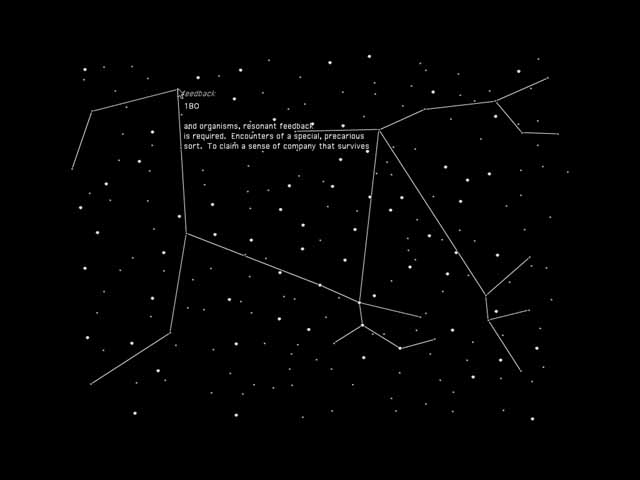 feedback
180
and organisms, resonant feedback
is required. Encounters of a special, precarious
sort. To claim a sense of company that survives